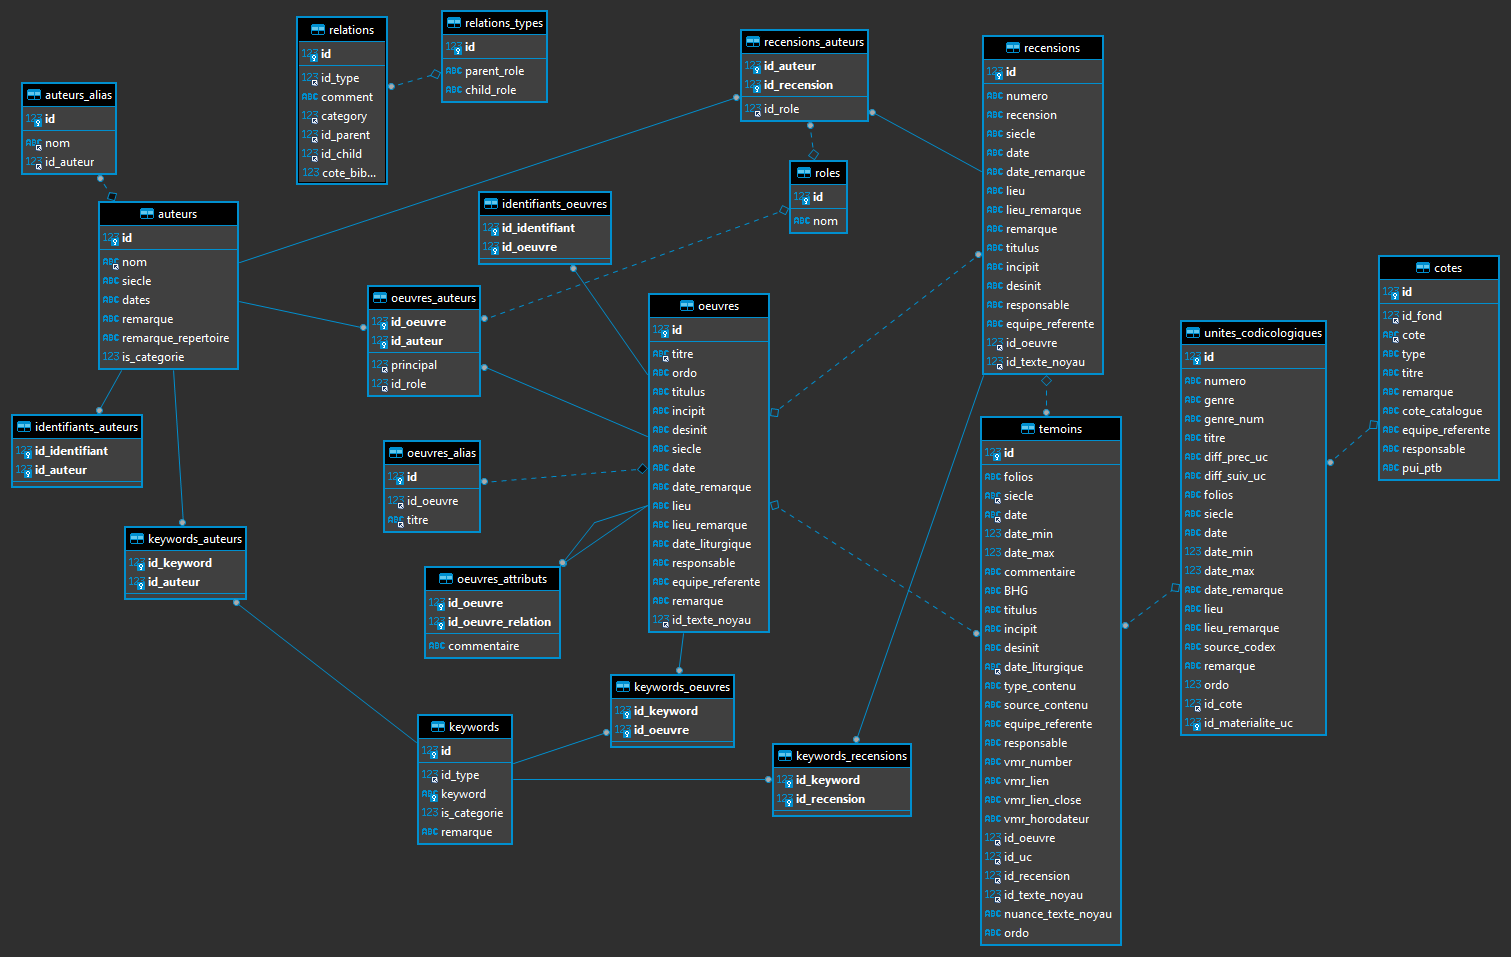 relations
123 id
123 id_type
ABC comment
123 category
123 id_parent
123 id_child
123 cote_bib...
relations_types
123 id
ABC parent_role
ABC child_role
recensions_auteurs
123 id_auteur
123 id_recension
123 id_role
recensions
123 id
ABC numero
ABC recension
ABC siecle
ABC date
ABC date_remarque
ABC lieu
ABC lieu_remarque
ABC remarque
ABC titulus
ABC incipit
ABC desinit
ABC responsable
ABC equipe_referente
123 id_oeuvre
123 id_texte_noyau
auteurs_alias
123 id
ABC nom
123 id_auteur
roles
123 id
ABC nom
auteurs
123 id
ABC nom
ABC siecle
ABC dates
ABC remarque
ABC remarque_repertoire
123 is_categorie
identifiants_oeuvres
123 id_identifiant
123 id_oeuvre
oeuvres_auteurs
123 id_oeuvre
123 id_auteur
123 principal
123 id_role
oeuvres
123 id
ABC titre
ABC ordo
ABC titulus
ABC incipit
ABC desinit
ABC siecle
ABC date
ABC date_remarque
ABC lieu
ABC lieu_remarque
ABC date_liturgique
ABC responsable
ABC equipe_referente
ABC remarque
123 id_texte_noyau
cotes
123 id
123 id_fond
ABC cote
ABC type
ABC titre
ABC remarque
ABC cote_catalogue
ABC equipe_referente
ABC responsable
ABC pui_ptb
unites_codicologiques
123 id
ABC numero
ABC genre
ABC genre_num
ABC titre
ABC diff_prec_uc
ABC diff_suiv_uc
ABC folios
ABC siecle
ABC date
123 date_min
123 date_max
ABC date_remarque
ABC lieu
ABC lieu_remarque
ABC source_codex
ABC remarque
123 ordo
123 id_cote
123 id_materialite_uc
identifiants_auteurs
123 id_identifiant
123 id_auteur
oeuvres_alias
123 id
123 id_oeuvre
ABC titre
temoins
123 id
ABC folios
ABC siecle
ABC date
123 date_min
123 date_max
ABC commentaire
ABC BHG
ABC titulus
ABC incipit
ABC desinit
ABC date_liturgique
ABC type_contenu
ABC source_contenu
ABC equipe_referente
ABC responsable
ABC vmr_number
ABC vmr_lien
ABC vmr_lien_close
ABC vmr_horodateur
123 id_oeuvre
123 id_uc
123 id_recension
123 id_texte_noyau
ABC nuance_texte_noyau
ABC ordo
keywords_auteurs
123 id_keyword
123 id_auteur
oeuvres_attributs
123 id_oeuvre
123 id_oeuvre_relation
ABC commentaire
keywords_oeuvres
123 id_keyword
123 id_oeuvre
keywords
123 id
123 id_type
ABC keyword
123 is_categorie
ABC remarque
keywords_recensions
123 id_keyword
123 id_recension